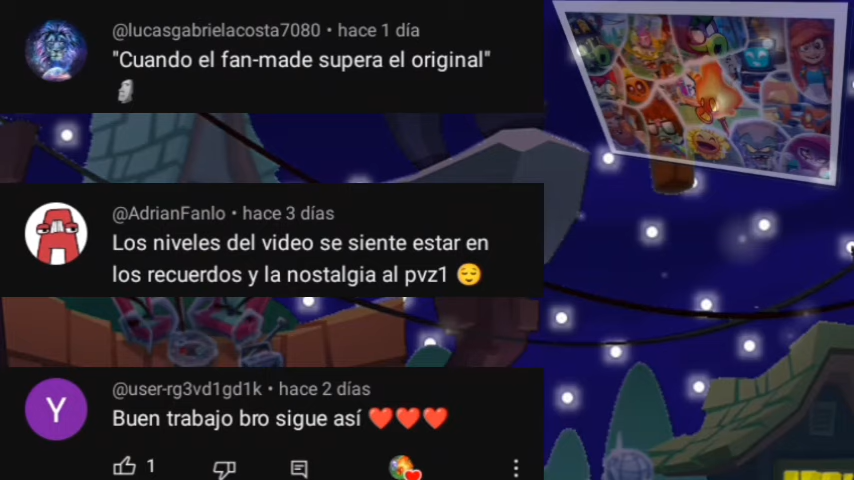 @lucasgabrielacosta7080 • hace 1 día
"Cuando el fan-made supera el original"
🗿
@AdrianFanlo • hace 3 días
Los niveles del video se siente estar en
los recuerdos y la nostalgia al pvz1 😌
Y
@user-rg3vd1gd1k • hace 2 días
Buen trabajo bro sigue así ❤️❤️❤️
1